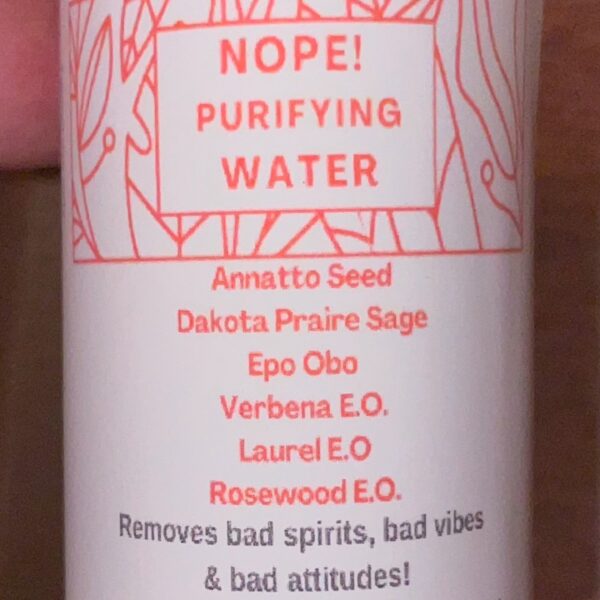 NOPE!
PURIFYING
WATER
Annatto Seed
Dakota Praire Sage
Epo Obo
Verbena E.O.
Laurel E.O
Rosewood E.O.
Removes bad spirits, bad vibes
& bad attitudes!